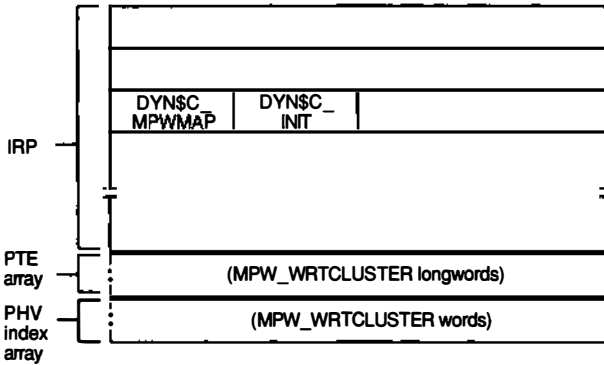 DYN$C_ DYN$C_
MPWMAP INIT
IRP
PTE
array
(MPW_WRTCLUSTER longwords)
PHV
index
array
(MPW_WRTCLUSTER words)